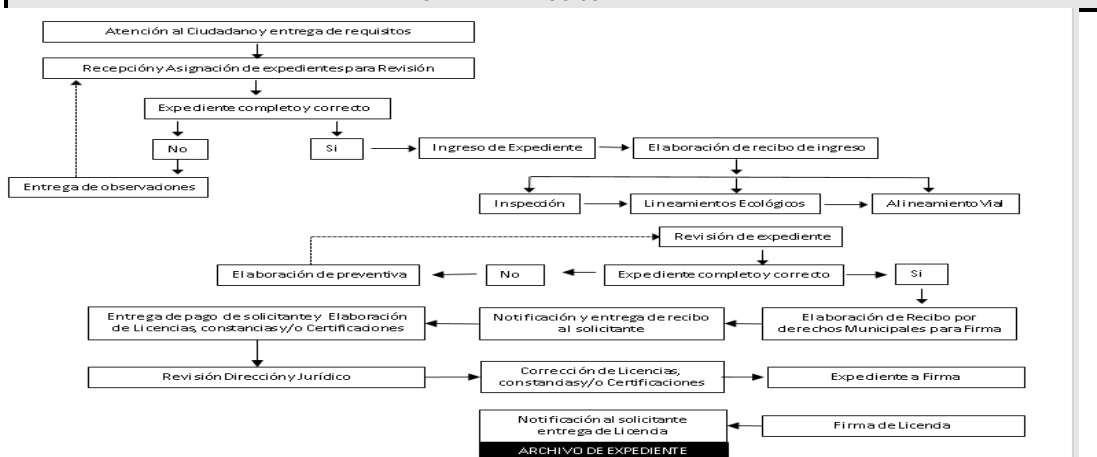 Atención al Ciudadano y entrega de requisitos
Recepción y Asignación de expedientes para Revisión
Expediente completo y correcto
No
Si
Ingreso de Expediente
Elaboración de recibo de ingreso
Entrega de observaciones
Inspección
Lineamientos Ecológicos
Alineamiento Vial
Revisión de expediente
Elaboración de preventiva
No
Expediente completo y correcto
Si
Entrega de pago de solicitante y Elaboración
de Licencias, constancias y/o Certificaciones
Notificación y entrega de recibo
al solicitante
Elaboración de Recibo por
derechos Municipales para Firma
Revisión Dirección y Jurídico
Corrección de Licencias,
constancias y/o Certificaciones
Expediente a Firma
Notificación al solicitante
entrega de Licencia
Firma de Licencia
ARCHIVO DE EXPEDIENTE